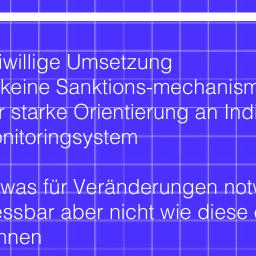 iwillige Umsetzung
keine Sanktions-mechanism
r starke Orientierung an Indi
onitoringsystem
was für Veränderungen notw
essbar aber nicht wie diese
nnen